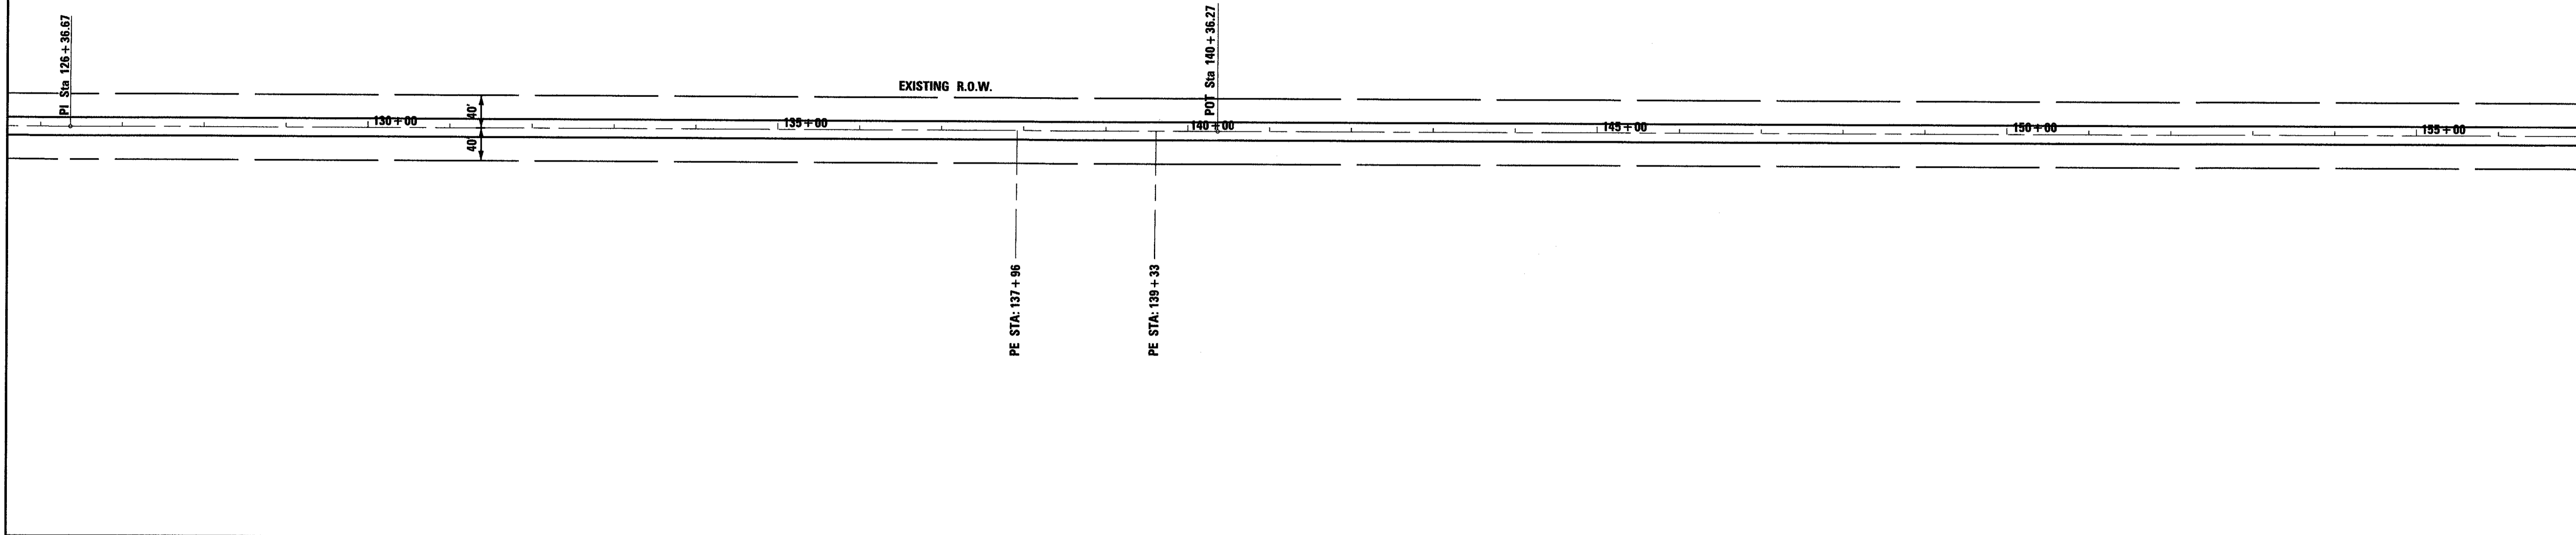 PI Sta 126+36.67
POT Sta 140+36.27
EXISTING R.O.W.
40'
40'
130+00
135+00
140+00
145+00
150+00
155+00
PE STA: 137+96
PE STA: 139+33